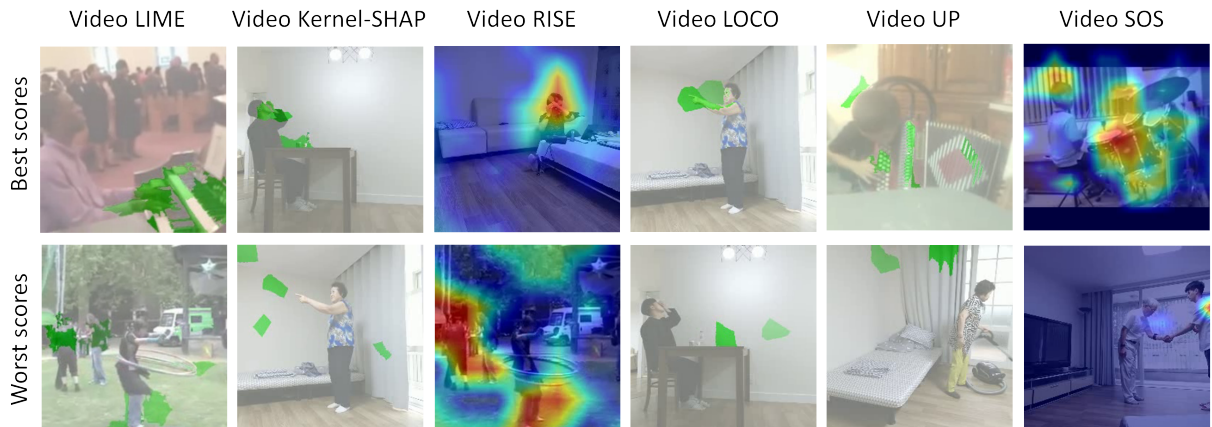 Video LIME Video Kernel-SHAP Video RISE Video LOCO Video UP Video SOS
Best scores
Worst scores